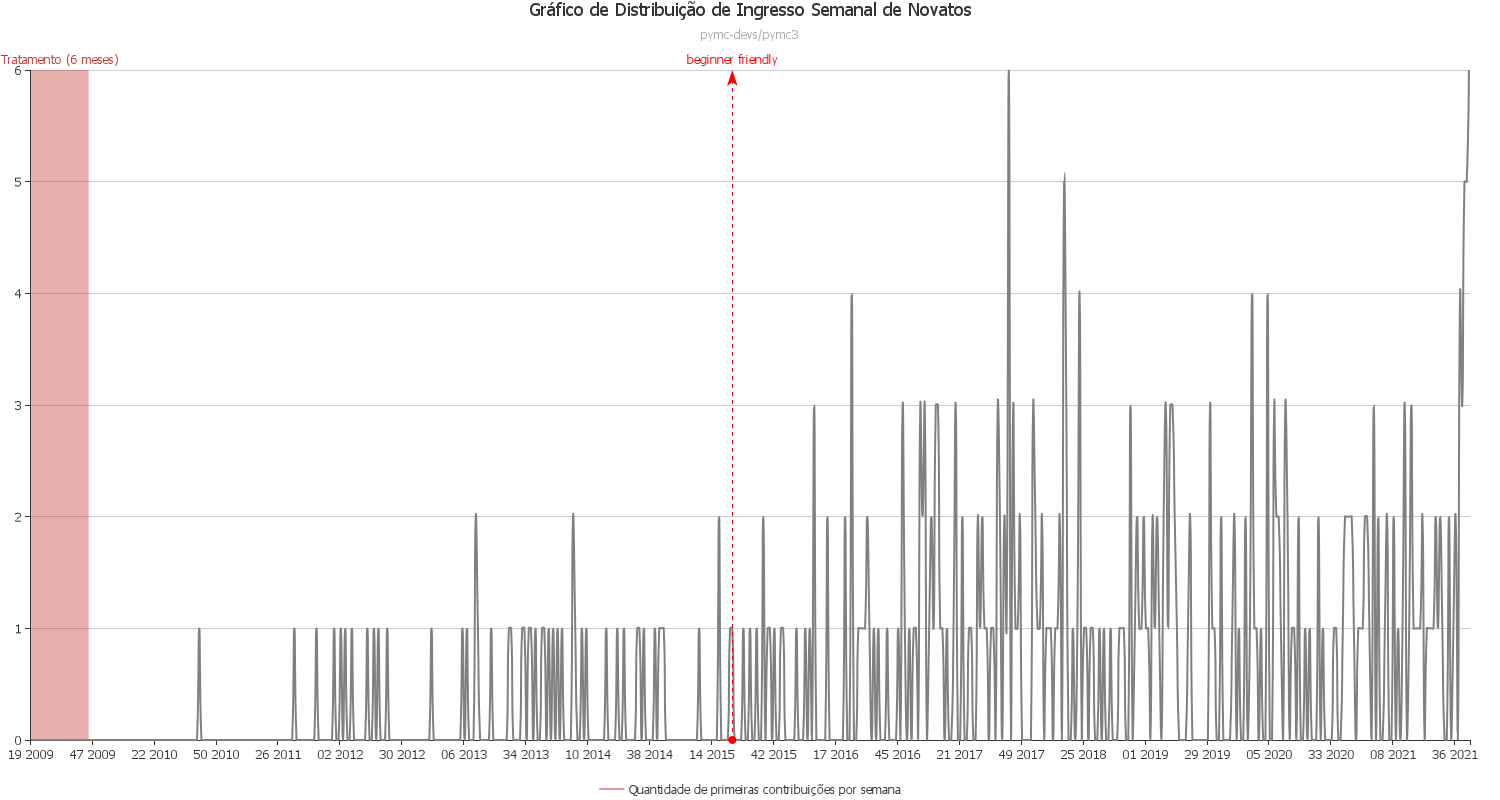 Gráfico de Distribuição de Ingresso Semanal de Novatos
pymc-devs/pymc3
Tratamento (6 meses)
beginner friendly
6
5
4
3
2
1
0
19 2009 47 2009 22 2010 50 2010 26 2011 02 2012 30 2012 06 2013 34 2013 10 2014 38 2014 14 2015 42 2015 17 2016 45 2016 21 2017 49 2017 25 2018 01 2019 29 2019 05 2020 33 2020 08 2021 36 2021
Quantidade de primeiras contribuições por semana